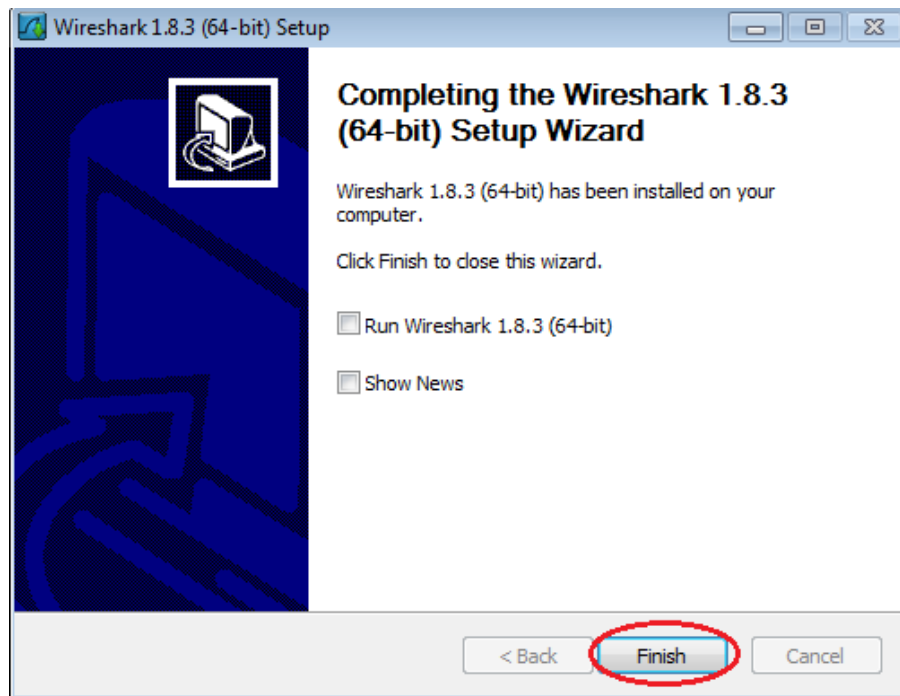 Wireshark 1.8.3 (64-bit) Setup
Completing the Wireshark 1.8.3
(64-bit) Setup Wizard
Wireshark 1.8.3 (64-bit) has been installed on your
computer.
Click Finish to close this wizard.
Run Wireshark 1.8.3 (64-bit)
Show News
< Back
Finish
Cancel